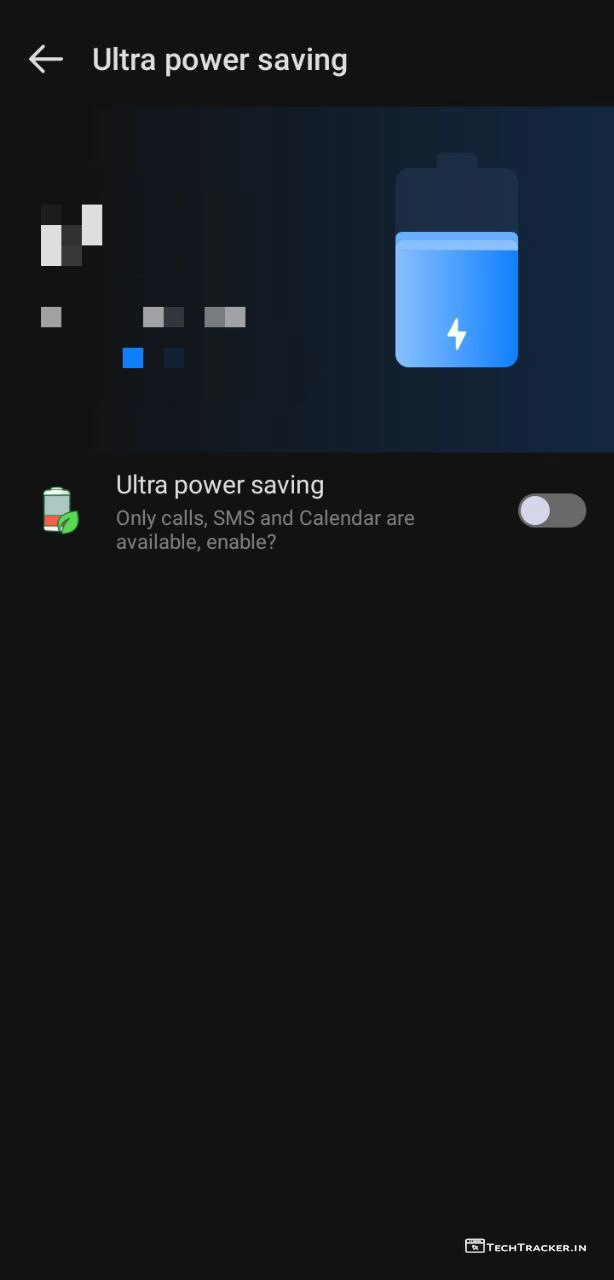 Ultra power saving
Ultra power saving
Only calls, SMS and Calendar are
available, enable?
TechTracker.in